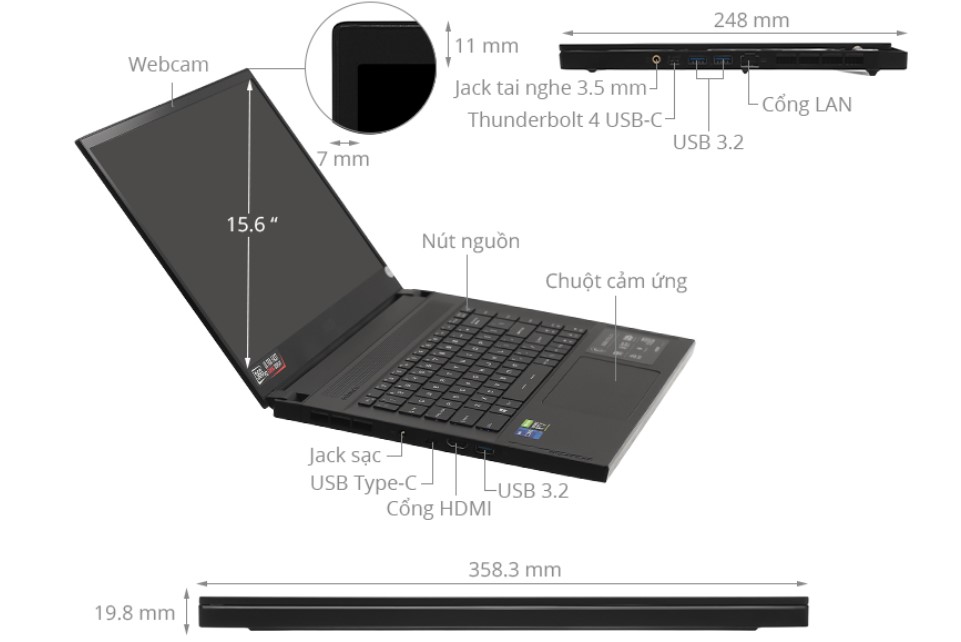 248 mm
11 mm
Webcam
Jack tai nghe 3.5 mm
Cổng LAN
Thunderbolt 4 USB-C
USB 3.2
7 mm
15.6 “
Nút nguồn
Chuột cảm ứng
Jack sạc
USB Type-C
USB 3.2
Cổng HDMI
358.3 mm
19.8 mm